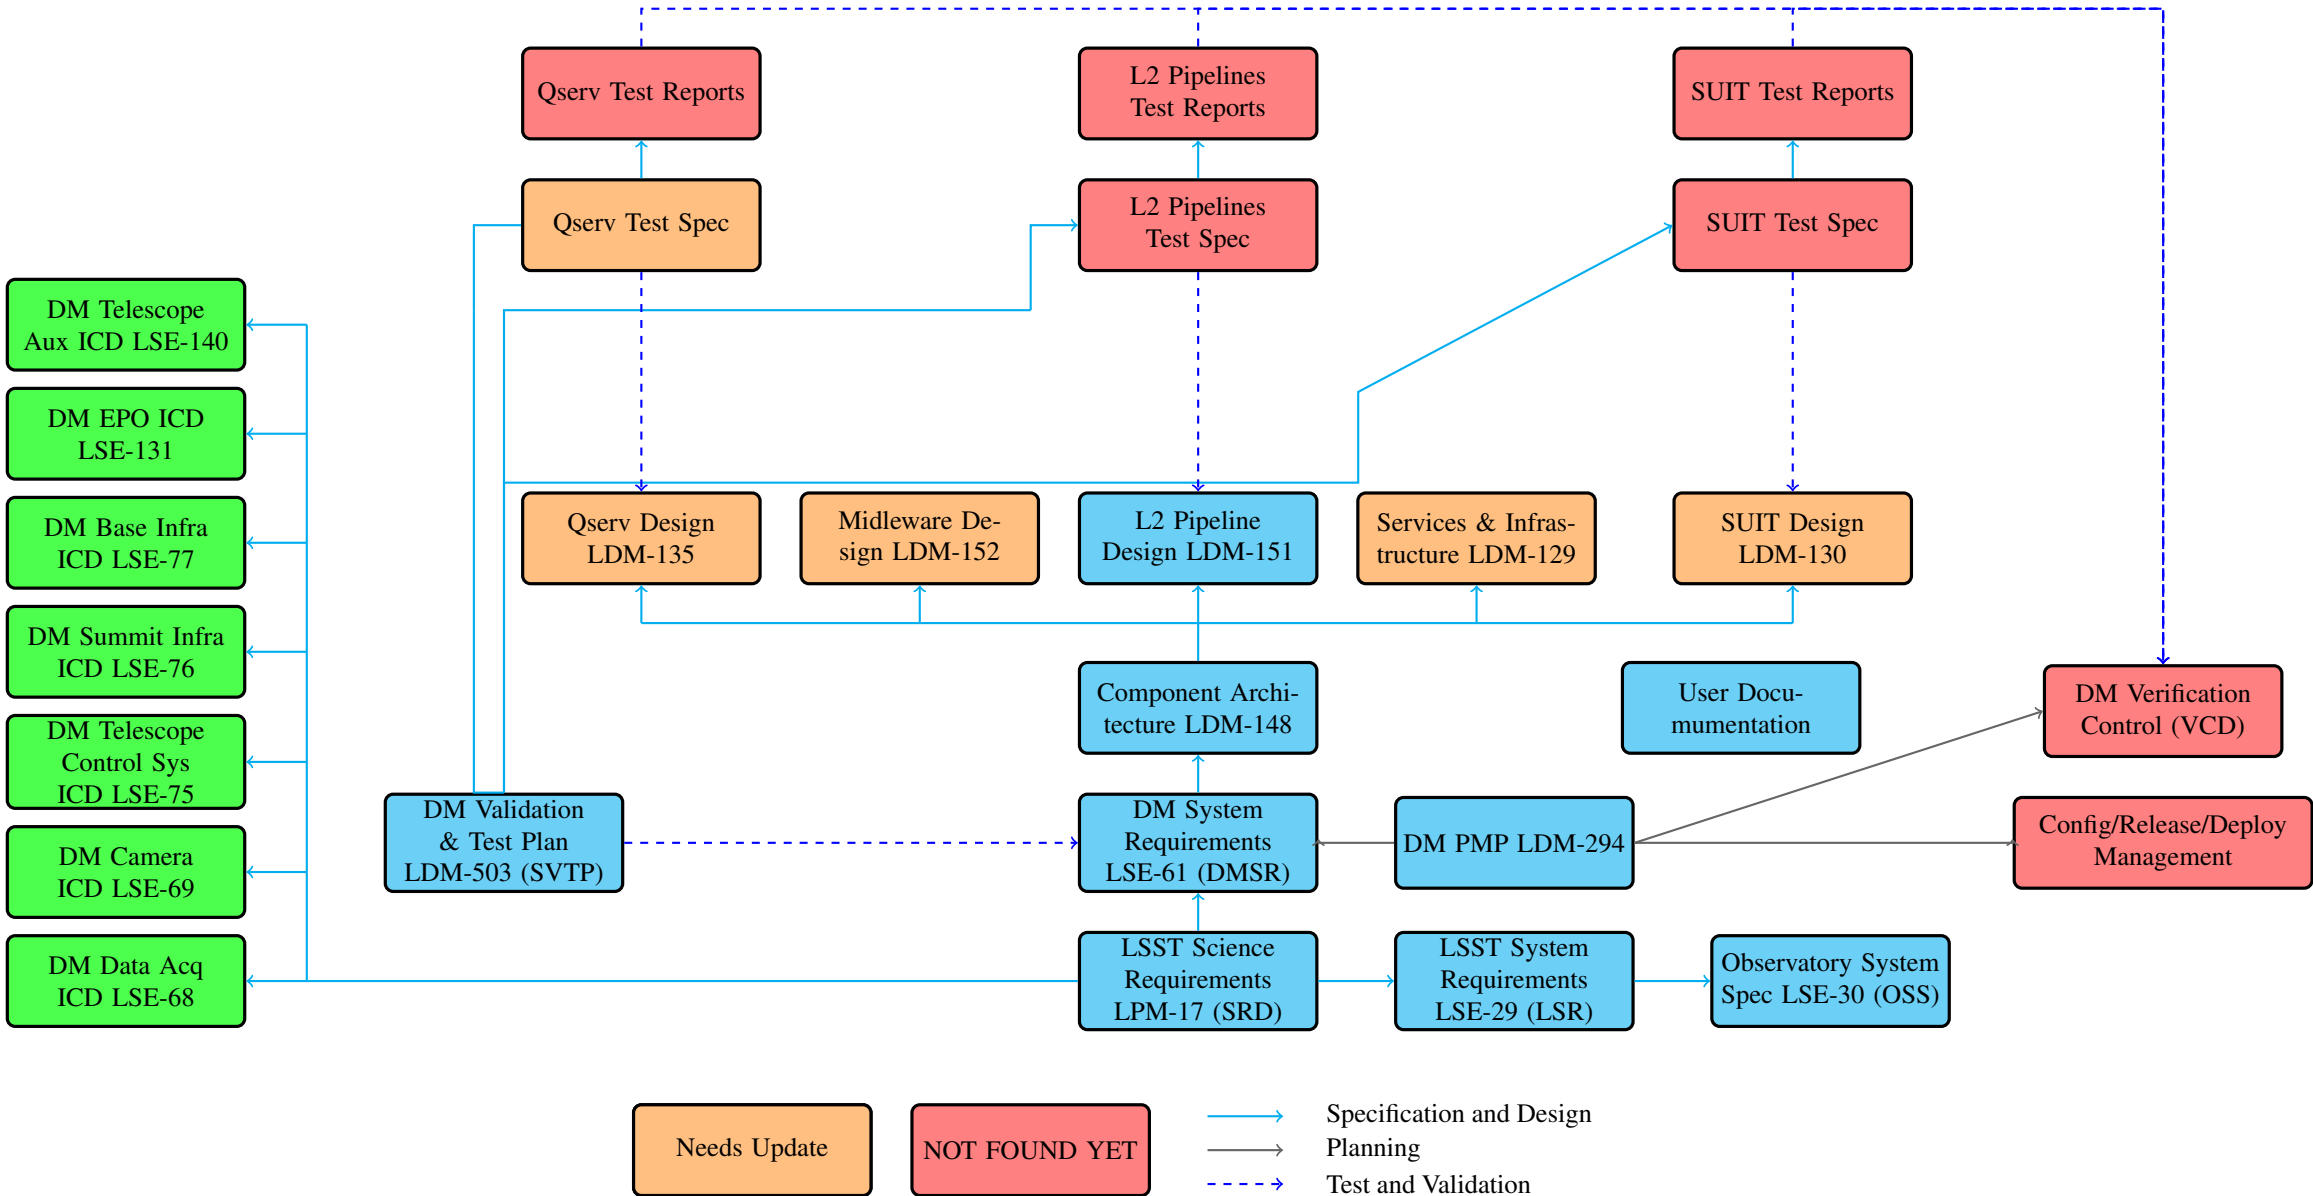 Qserv Test Reports
L2 Pipelines
Test Reports
SUIT Test Reports
Qserv Test Spec
L2 Pipelines
Test Spec
SUIT Test Spec
DM Telescope
Aux ICD LSE-140
DM EPO ICD
LSE-131
DM Base Infra
ICD LSE-77
DM Summit Infra
ICD LSE-76
DM Telescope
Control Sys
ICD LSE-75
DM Camera
ICD LSE-69
DM Data Acq
ICD LSE-68
Qserv Design
LDM-135
Midleware De-
sign LDM-152
L2 Pipeline
Design LDM-151
Services & Infras-
tructure LDM-129
SUIT Design
LDM-130
Component Archi-
tecture LDM-148
User Docu-
mumentation
DM Verification
Control (VCD)
DM Validation
& Test Plan
LDM-503 (SVTP)
DM System
Requirements
LSE-61 (DMSR)
DM PMP LDM-294
Config/Release/Deploy
Management
LSST Science
Requirements
LPM-17 (SRD)
LSST System
Requirements
LSE-29 (LSR)
Observatory System
Spec LSE-30 (OSS)
Needs Update
NOT FOUND YET
Specification and Design
Planning
Test and Validation